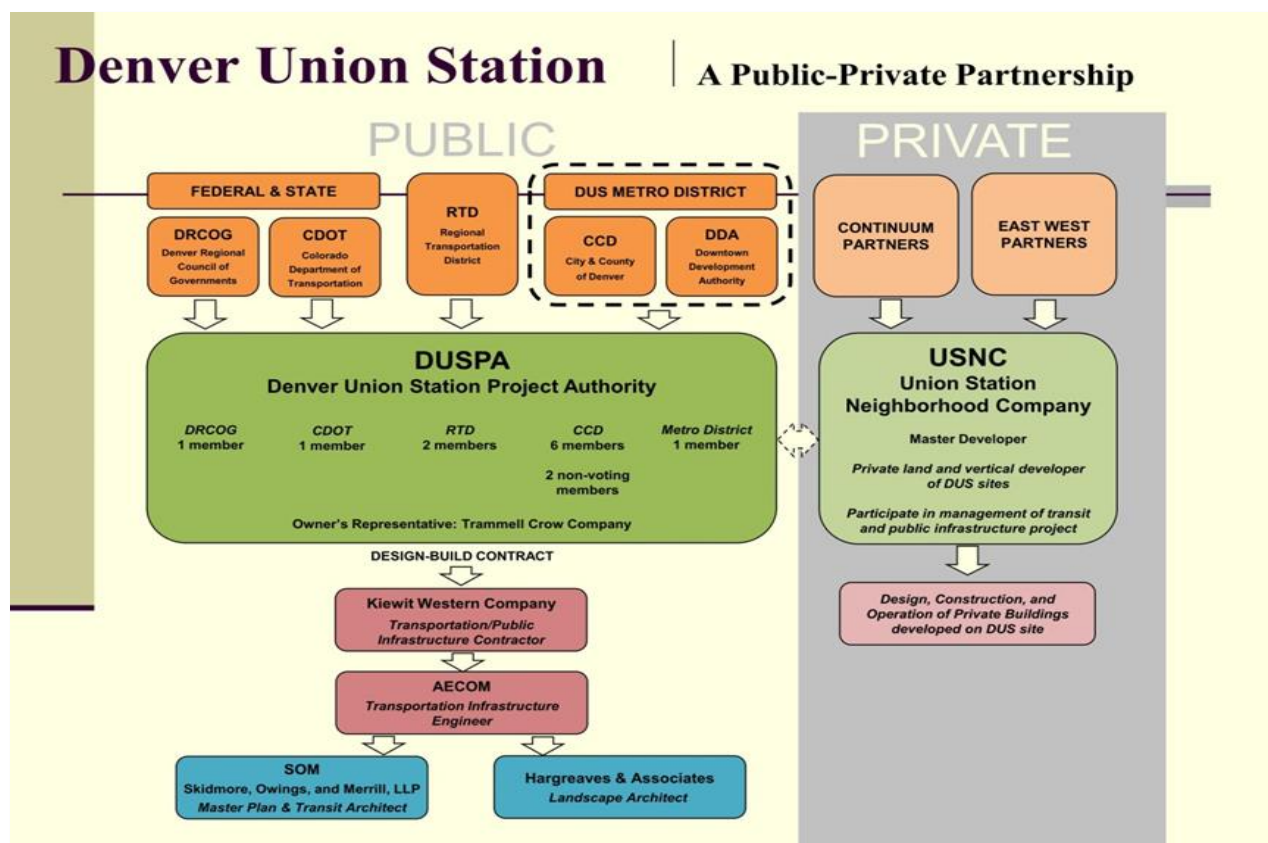 Denver Union Station
A Public-Private Partnership
PUBLIC
PRIVATE
FEDERAL & STATE
DRCOG
Denver Regional
Council of
Governments
CDOT
Colorado
Department of
Transportation
RTD
Regional
Transportation
District
DUS METRO DISTRICT
CCD
City & County
of Denver
DDA
Downtown
Development
Authority
CONTINUUM
PARTNERS
EAST WEST
PARTNERS
DUSPA
Denver Union Station Project Authority
DRCOG
1 member
CDOT
1 member
RTD
2 members
CCD
6 members
2 non-voting
members
Metro District
1 member
Owner's Representative: Trammell Crow Company
USNC
Union Station
Neighborhood Company
Master Developer
Private land and vertical developer
of DUS sites
Participate in management of transit
and public infrastructure project
DESIGN-BUILD CONTRACT
Kiewit Western Company
Transportation/Public
Infrastructure Contractor
AECOM
Transportation Infrastructure
Engineer
SOM
Skidmore, Owings, and Merrill, LLP
Master Plan & Transit Architect
Hargreaves & Associates
Landscape Architect
Design, Construction, and
Operation of Private Buildings
developed on DUS site